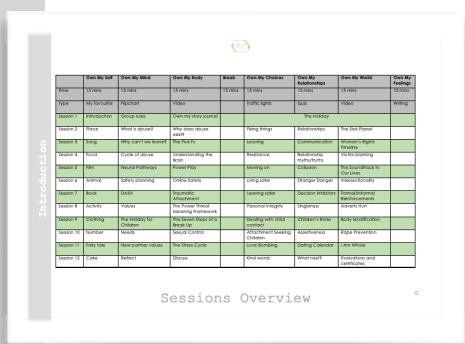 Own My Self Own My Mind Own My Body Break Own My Choices Own My Relationships Own My World Own My Feelings
Time 15 mins 15 mins 15 mins 15 mins 15 mins 15 mins 15 mins 10 mins
Type My favourite Flipchart Video Traffic lights Quiz Video Writing
Session 1 Introduction Group rules Own my story journal The Holiday
Session 2 Place What is abuse? Why does abuse exist? Fixing things Relationships The Sick Planet
Session 3 Song Why can't we leave? The Five Fs Leaving Communication Women's Rights Timeline
Session 4 Food Cycle of abuse Understanding the Brain Resistance Relationship myths/truths Victim blaming
Session 5 Film Neural Pathways Power Play Moving on Collusion The Soundtrack to Our Lives
Session 6 Animal Safety planning Online Safety Living safer Stranger Danger Intersectionality
Session 7 Book DASH Traumatic Attachment Leaving safer Decision Inhibitors Formal/Informal Reinforcements
Session 8 Activity Values The Power Threat Meaning Framework Personal Integrity Singleness Adverts Hurt
Session 9 Clothing The Holiday for Children The Seven Steps of a Break Up Dealing with child contact Children's Roles Body Modification
Session 10 Number Needs Sexual Control Attachment Seeking Children Assertiveness Rape Prevention
Session 11 Fairy tale New partner values The Stress Cycle Love Bombing Dating Calendar I Am Whole
Session 12 Cake Reflect Discuss Kind words What next? Evaluations and certificates
Introduction
Sessions Overview